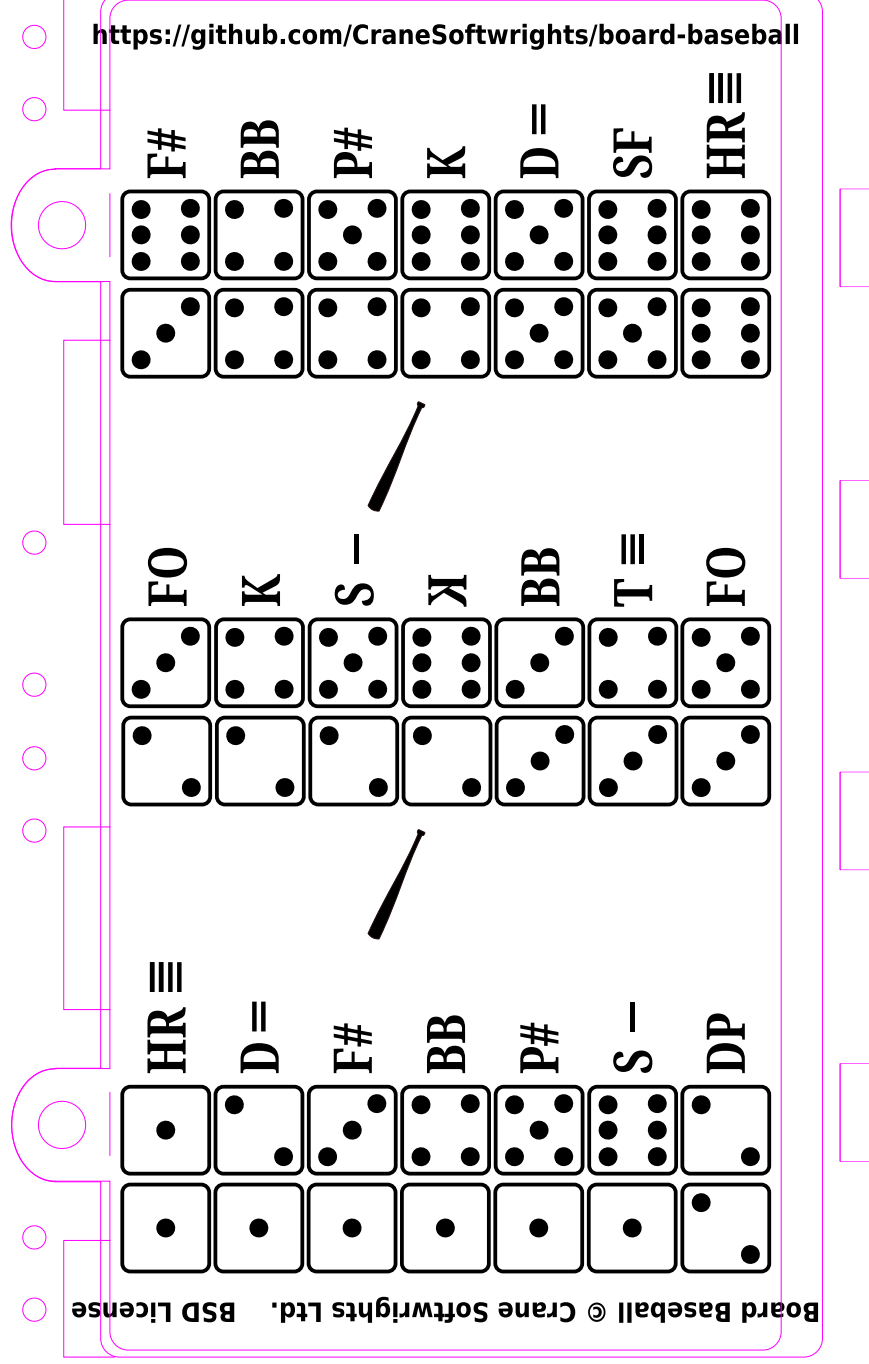 https://github.com/CraneSoftwrights/board-baseball
F#
BB
P#
K
D =
SF
HR ≣
FO
K
S –
ꓘ
BB
T ≡
FO
HR ≣
D =
F#
BB
P#
S –
DP
Board Baseball © Crane Softwrights Ltd. BSD License